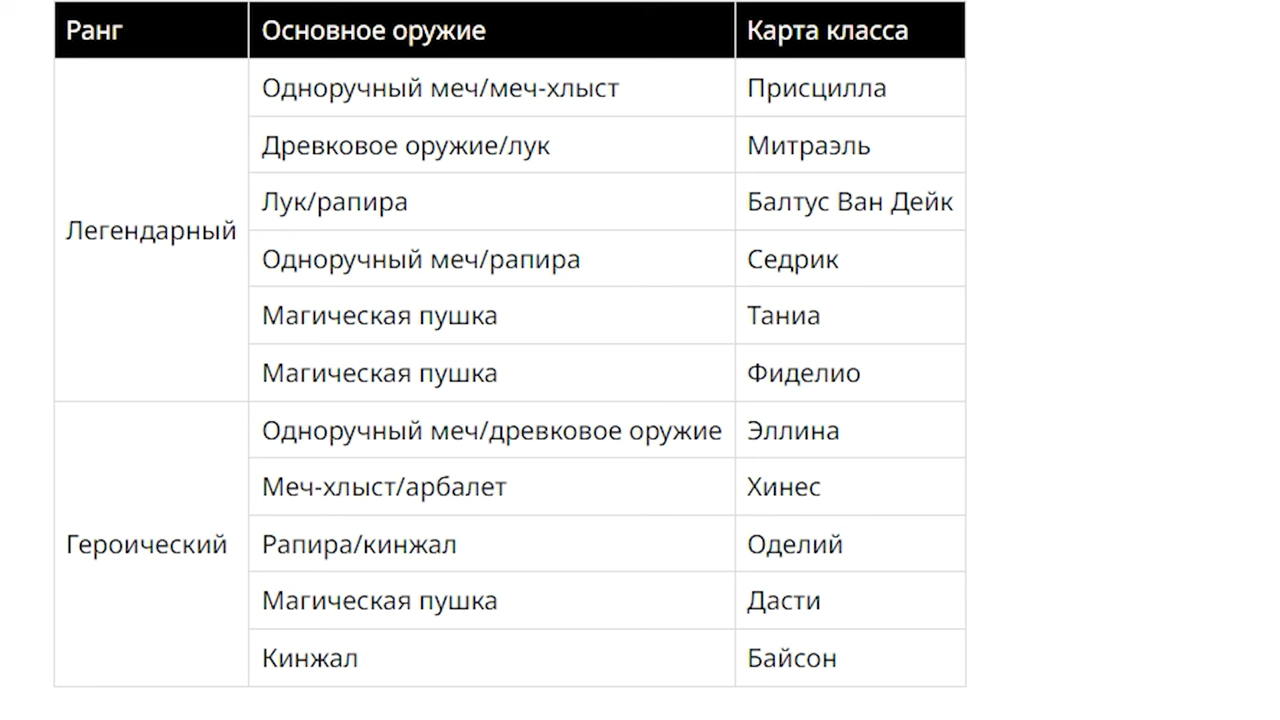 Ранг Основное оружие Карта класса
Одноручный меч/меч-хлыст Присцилла
Древковое оружие/лук Митраэль
Лук/рапира Балтус Ван Дейк
Легендарный
Одноручный меч/рапира Седрик
Магическая пушка Таниа
Магическая пушка Фиделио
Одноручный меч/древковое оружие Эллина
Меч-хлыст/арбалет Хинес
Героический Рапира/кинжал Оделий
Магическая пушка Дасти
Кинжал Байсон